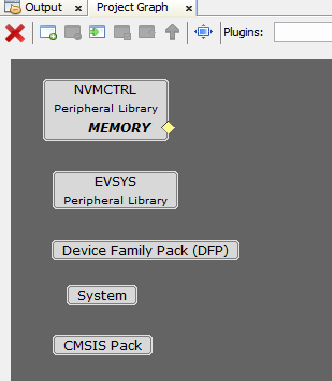 Output
Project Graph
Plugins:
NVMCTRL
Peripheral Library
MEMORY
EVSYS
Peripheral Library
Device Family Pack (DFP)
System
CMSIS Pack